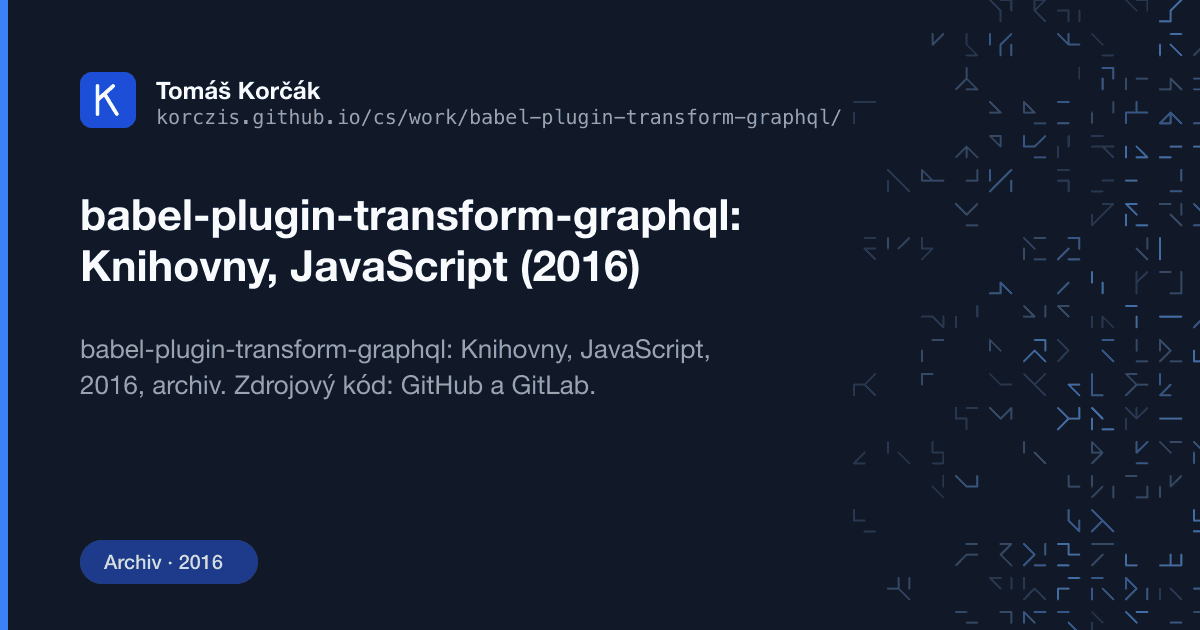 Tomáš Korčák
korczis.github.io/cs/work/babel-plugin-transform-graphql/
babel-plugin-transform-graphql:
Knihovny, JavaScript (2016)
babel-plugin-transform-graphql: Knihovny, JavaScript,
2016, archiv. Zdrojový kód: GitHub a GitLab.
Archiv · 2016